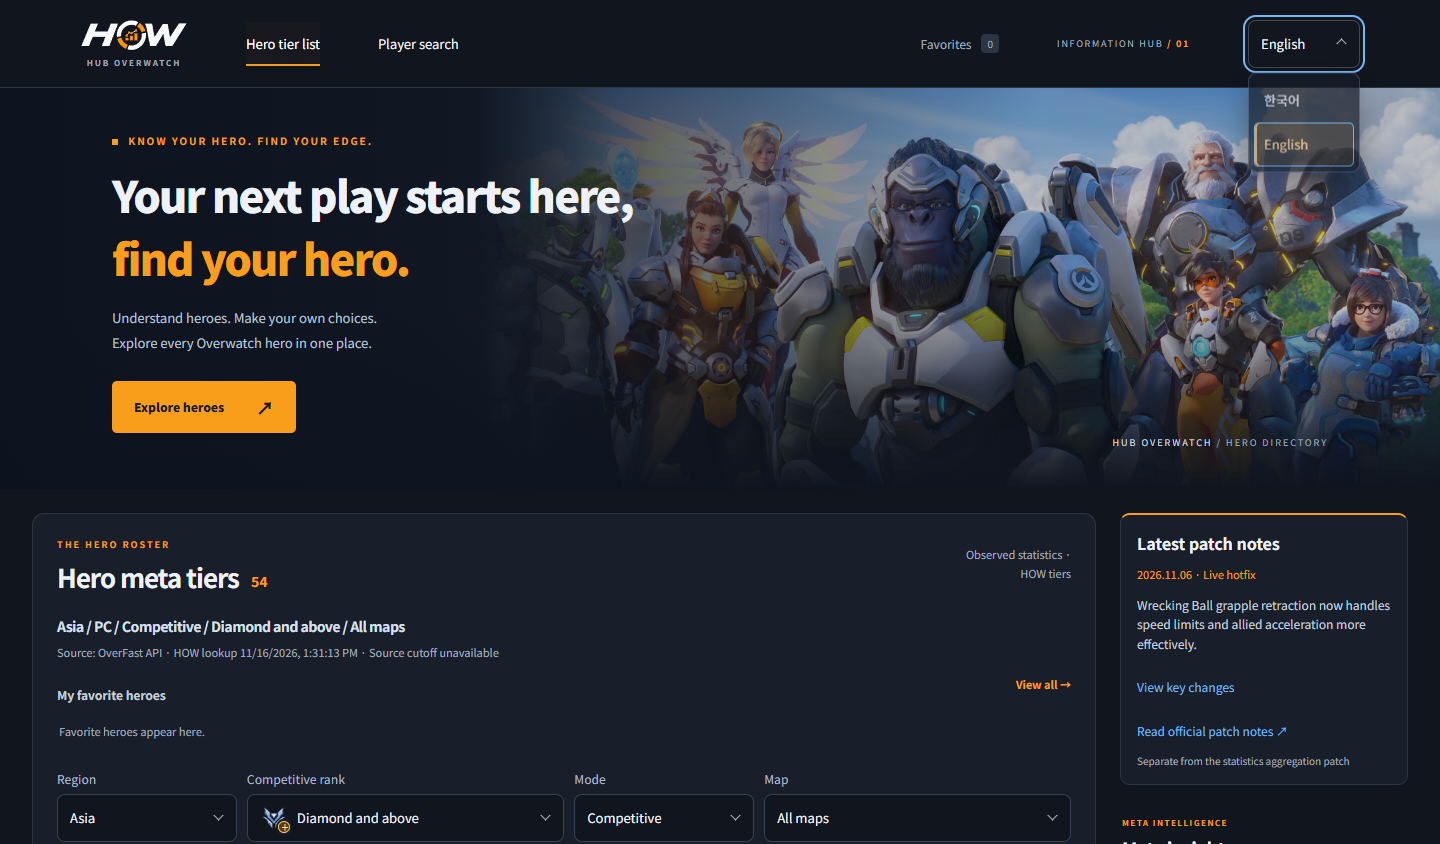 HOW
HUB OVERWATCH
Hero tier list
Player search
Favorites 0
INFORMATION HUB / 01
English
한국어
English
KNOW YOUR HERO. FIND YOUR EDGE.
Your next play starts here,
find your hero.
Understand heroes. Make your own choices.
Explore every Overwatch hero in one place.
Explore heroes ↗
08
HUB OVERWATCH / HERO DIRECTORY
THE HERO ROSTER
Hero meta tiers 54
Observed statistics ·
HOW tiers
Asia / PC / Competitive / Diamond and above / All maps
Source: OverFast API · HOW lookup 11/16/2026, 1:31:13 PM · Source cutoff unavailable
My favorite heroes
View all →
Favorite heroes appear here.
Region
Competitive rank
Mode
Map
Asia
Diamond and above
Competitive
All maps
Latest patch notes
2026.11.06 · Live hotfix
Wrecking Ball grapple retraction now handles
speed limits and allied acceleration more
effectively.
View key changes
Read official patch notes ↗
Separate from the statistics aggregation patch
META INTELLIGENCE